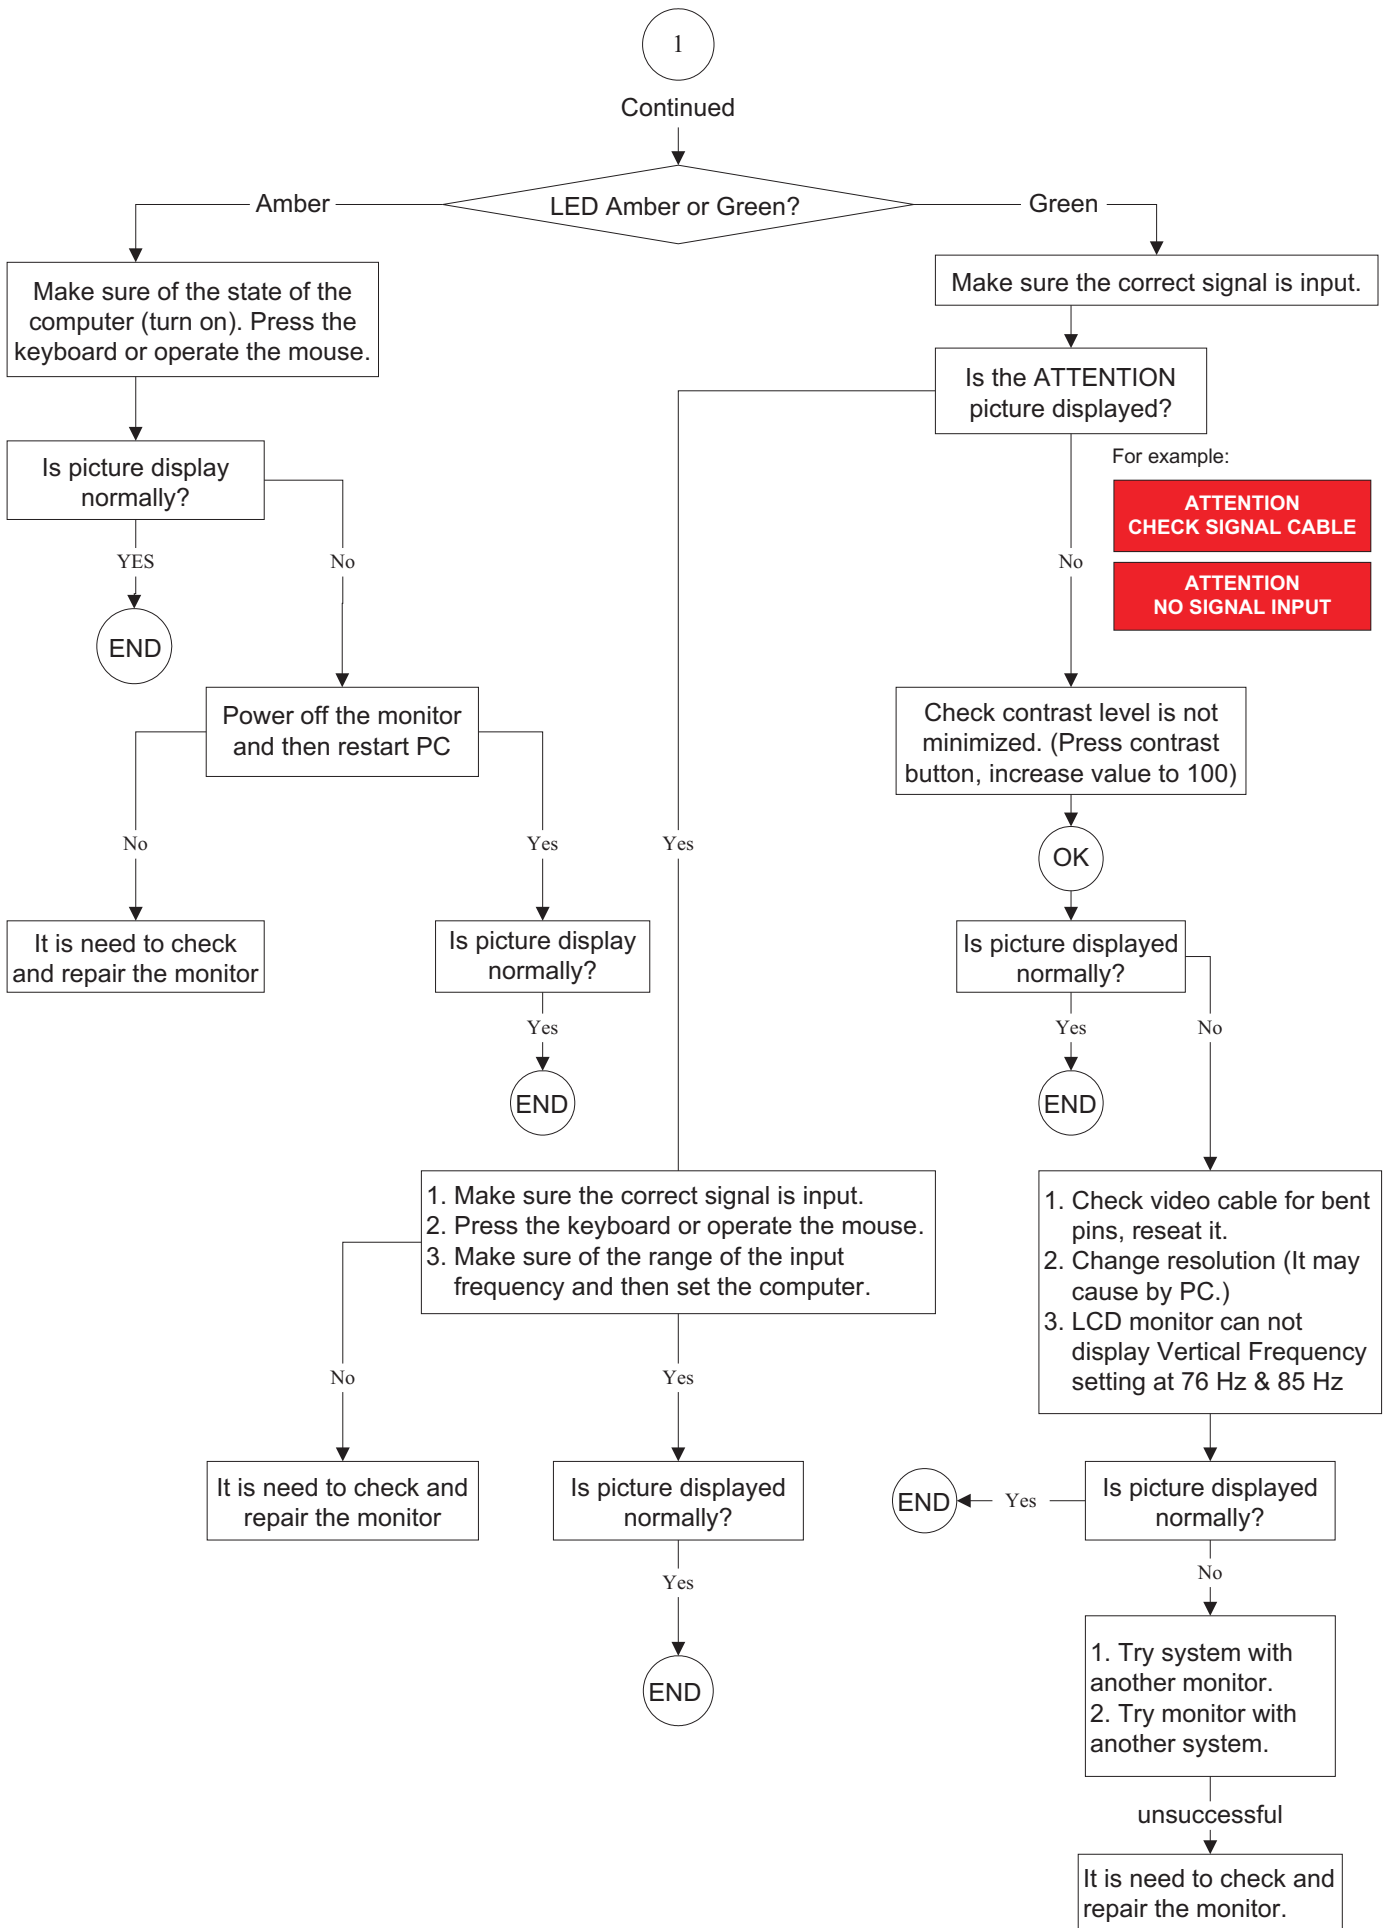 1
Continued
LED Amber or Green?
Amber
Green
Make sure of the state of the
computer (turn on). Press the
keyboard or operate the mouse.
Make sure the correct signal is input.
Is the ATTENTION
picture displayed?
Is picture display
normally?
For example:
ATTENTION
CHECK SIGNAL CABLE
ATTENTION
NO SIGNAL INPUT
YES
No
No
END
Power off the monitor
and then restart PC
Check contrast level is not
minimized. (Press contrast
button, increase value to 100)
No
Yes
Yes
OK
It is need to check
and repair the monitor
Is picture display
normally?
Is picture displayed
normally?
Yes
Yes
No
END
END
1. Make sure the correct signal is input.
2. Press the keyboard or operate the mouse.
3. Make sure of the range of the input
frequency and then set the computer.
1. Check video cable for bent
pins, reseat it.
2. Change resolution (It may
cause by PC.)
3. LCD monitor can not
display Vertical Frequency
setting at 76 Hz & 85 Hz
No
Yes
It is need to check and
repair the monitor
Is picture displayed
normally?
END
Yes
Is picture displayed
normally?
Yes
No
END
1. Try system with
another monitor.
2. Try monitor with
another system.
unsuccessful
It is need to check and
repair the monitor.